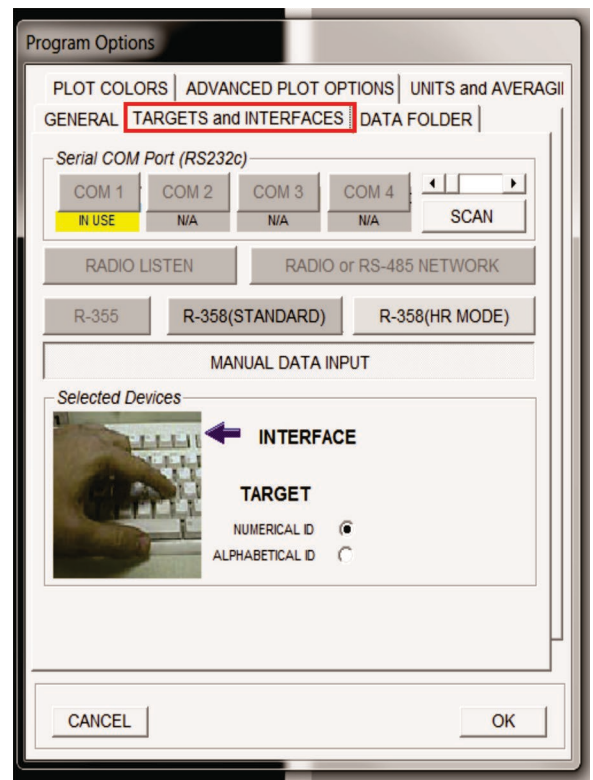 Program Options
PLOT COLORS ADVANCED PLOT OPTIONS UNITS and AVERAGII
GENERAL TARGETS and INTERFACES DATA FOLDER
Serial COM Port (RS232c)
COM 1 COM 2 COM 3 COM 4
IN USE N/A N/A N/A SCAN
RADIO LISTEN RADIO or RS-485 NETWORK
R-355 R-358(STANDARD) R-358(HR MODE)
MANUAL DATA INPUT
Selected Devices
INTERFACE
TARGET
NUMERICAL ID
ALPHABETICAL ID
CANCEL OK